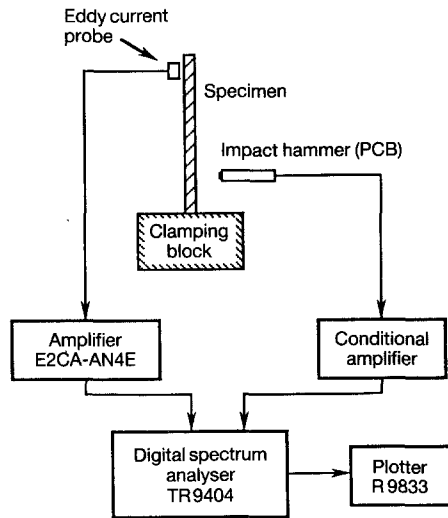 Eddy current
probe
Specimen
Impact hammer (PCB)
Clamping
block
Amplifier
E2CA-AN4E
Conditional
amplifier
Digital spectrum
analyser
TR9404
Plotter
R9833